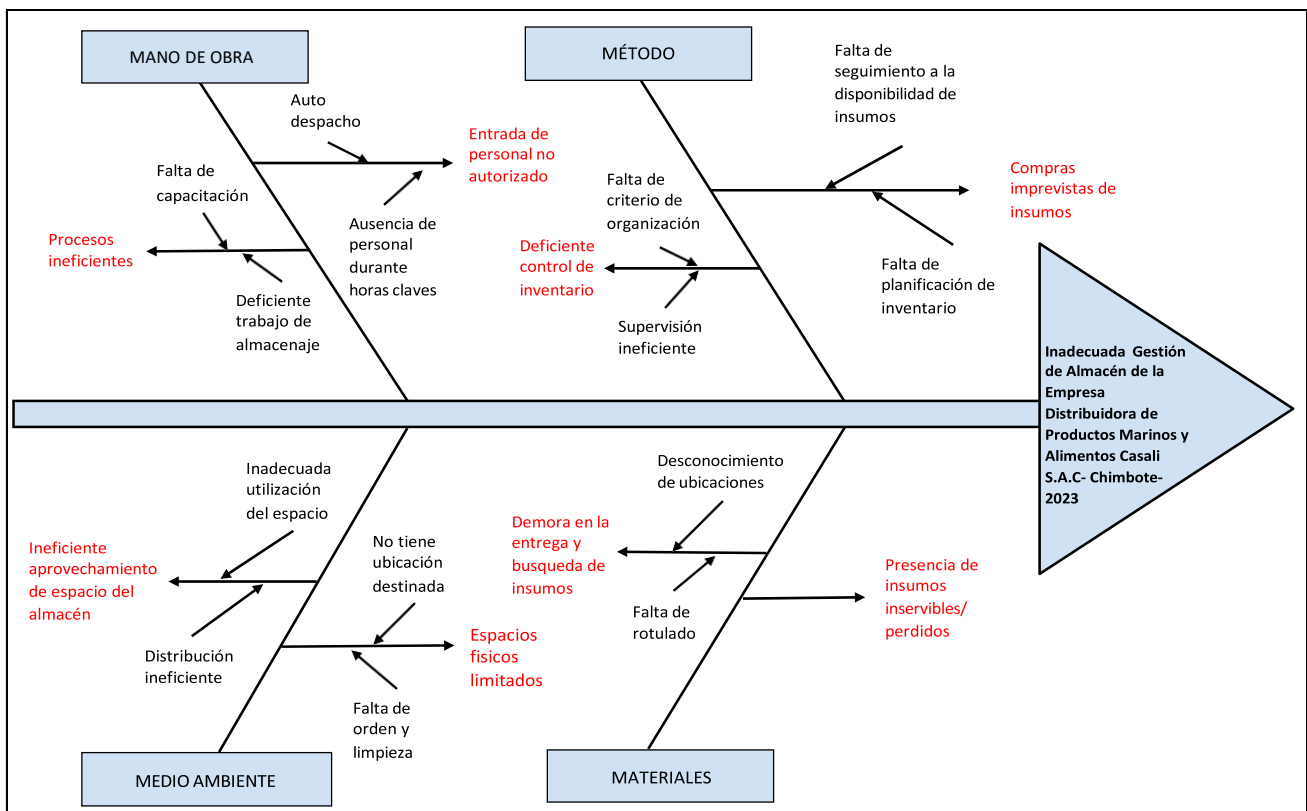 MANO DE OBRA
MÉTODO
Auto
despacho
Entrada de
personal no
autorizado
Falta de
capacitación
Procesos
ineficientes
Ausencia de
personal
durante
horas claves
Deficiente
trabajo de
almacenaje
Falta de
seguimiento a la
disponibilidad de
insumos
Compras
imprevistas de
insumos
Falta de
criterio de
organización
Deficiente
control de
inventario
Falta de
planificación de
inventario
Supervisión
ineficiente
Inadecuada Gestión
de Almacén de la
Empresa
Distribuidora de
Productos Marinos y
Alimentos Casali
S.A.C- Chimbote-
2023
Inadecuada
utilización
del espacio
Ineficiente
aprovechamiento
de espacio del
almacén
Distribución
ineficiente
No tiene
ubicación
destinada
Espacios
fisicos
limitados
Falta de
orden y
limpieza
Desconocimiento
de ubicaciones
Demora en la
entrega y
busqueda de
insumos
Falta de
rotulado
Presencia de
insumos
inservibles/
perdidos
MEDIO AMBIENTE
MATERIALES